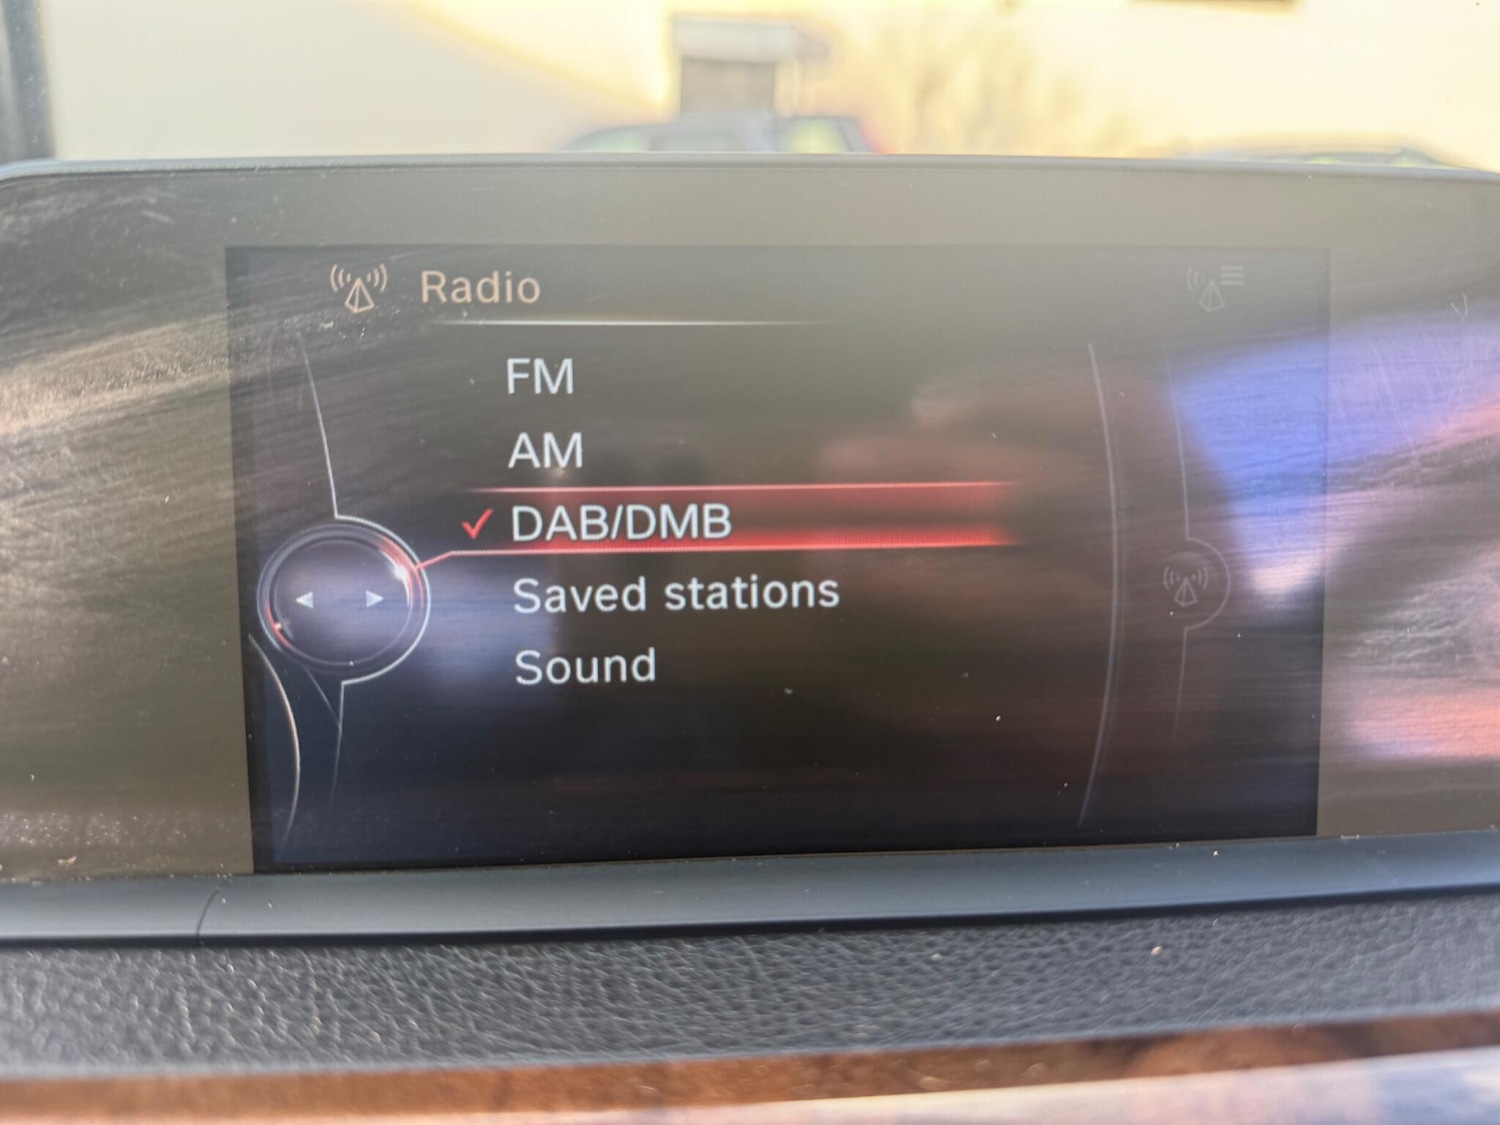 Radio
FM
AM
DAB/DMB
Saved stations
Sound